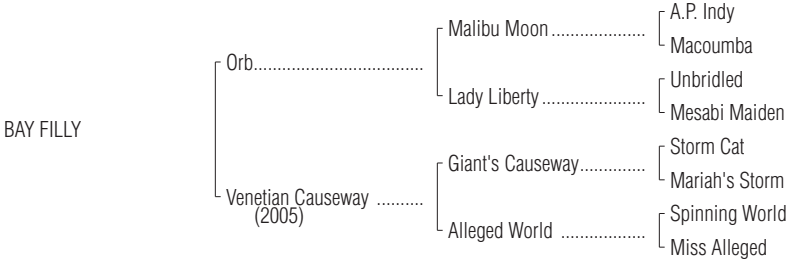 A.P. Indy
Malibu Moon ....................
Macoumba
Orb....................................
Unbridled
Lady Liberty ......................
Mesabi Maiden
BAY FILLY
Storm Cat
Giant's Causeway..............
Mariah's Storm
Venetian Causeway ..........
(2005)
Spinning World
Alleged World ..................
Miss Alleged